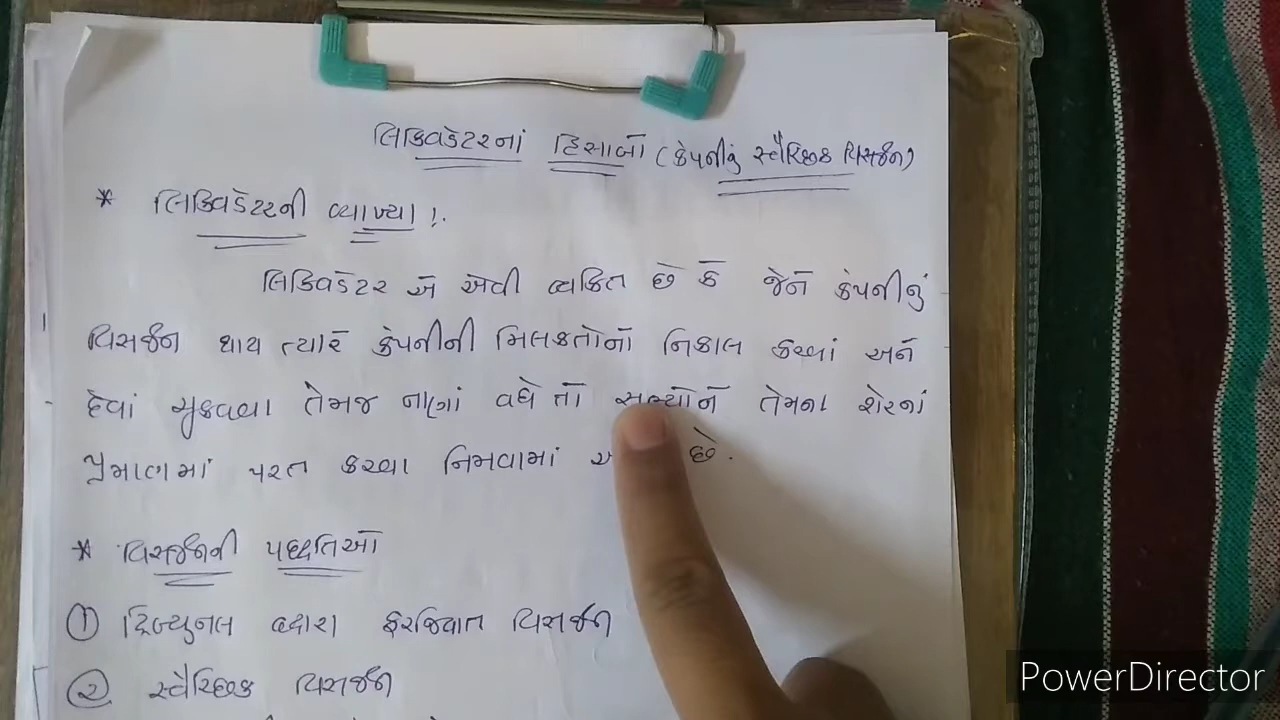 લિક્વિડેટરનાં હિસાબો (કંપનીનું સ્વૈચ્છિક વિસર્જન)
* લિક્વિડેટરની વ્યાખ્યા :
લિક્વિડેટર એ એવી વ્યક્તિ છે કે જેને કંપનીનું
વિસર્જન થાય ત્યારે કંપનીની મિલકતોનો નિકાલ કરવાં અને
દેવાં ચુકવવા તેમજ નાણાં વધે તો સભ્યોને તેમના શેરનાં
પ્રમાણમાં પરત કરવા નિમવામાં છે.
* વિસર્જનની પધ્ધતિઓ
① ટ્રિબ્યુનલ દ્વારા ફરજિયાત વિસર્જન
② સ્વૈચ્છિક વિસર્જન
PowerDirector